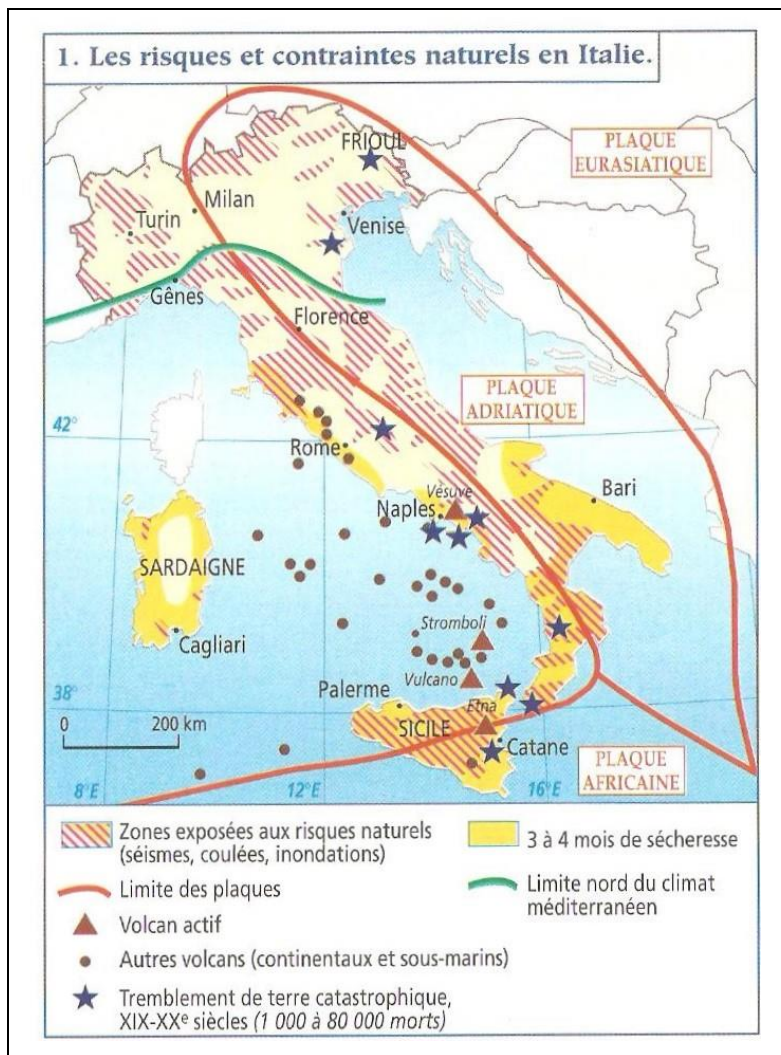 1. Les risques et contraintes naturels en Italie.
FRIOUL
PLAQUE
EURASIATIQUE
Milan
Turin
Venise
Gênes
Florence
PLAQUE
ADRIATIQUE
42°
Rome
Bari
Vésuve
Naples
SARDAIGNE
Stromboli
Cagliari
Vulcano
Palerme
38°
Etna
0 200 km
SICILE
Catane
PLAQUE
AFRICAINE
8°E
12°E
16°E
Zones exposées aux risques naturels
(séismes, coulées, inondations)
3 à 4 mois de sécheresse
Limite des plaques
Limite nord du climat
méditerranéen
Volcan actif
Autres volcans (continentaux et sous-marins)
Tremblement de terre catastrophique,
XIX-XXe siècles (1 000 à 80 000 morts)